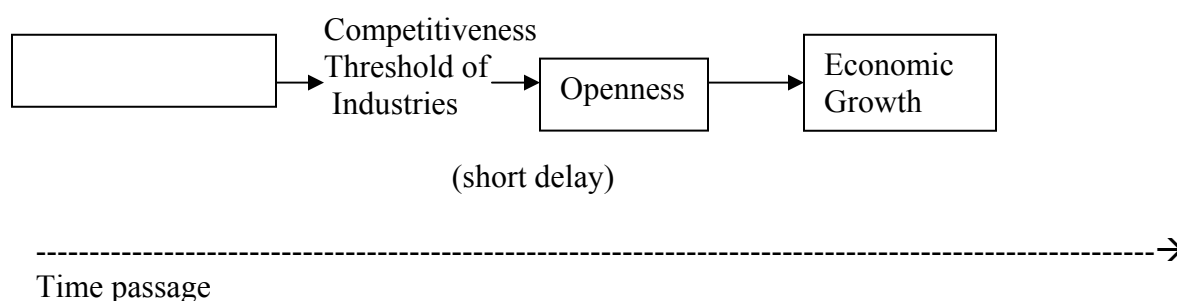 Competitiveness
Threshold of
Industries
Openness
Economic
Growth
(short delay)
Time passage